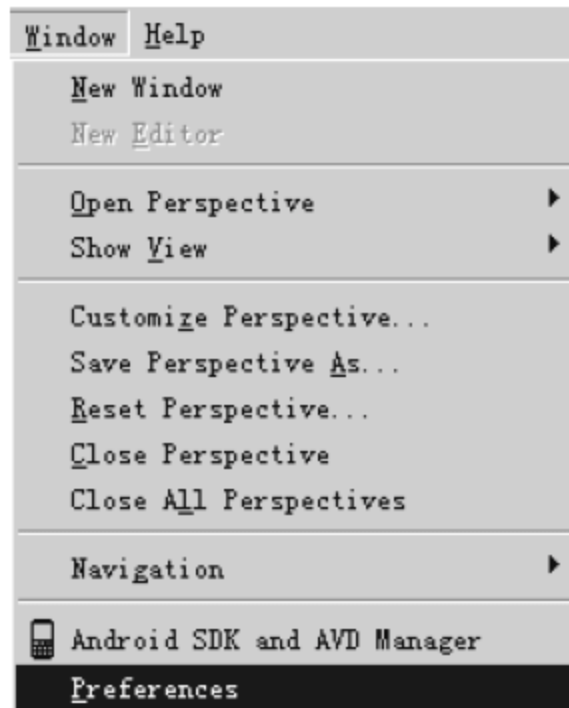 Window Help
New Window
New Editor
Open Perspective
Show View
Customize Perspective...
Save Perspective As...
Reset Perspective...
Close Perspective
Close All Perspectives
Navigation
Android SDK and AVD Manager
Preferences